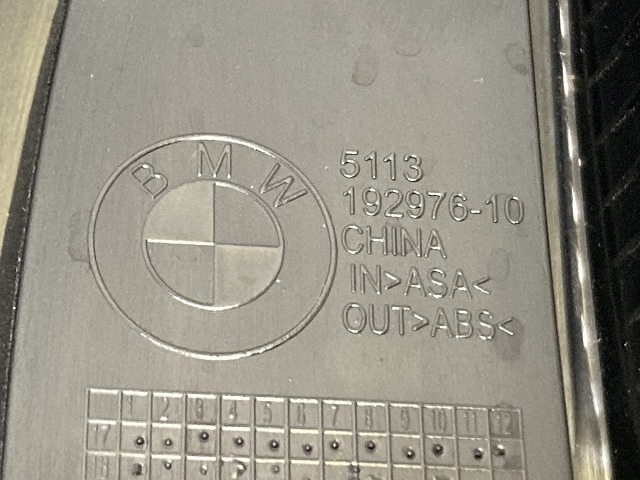 BMW
5113
192976-10
CHINA
IN>ASA<
OUT>ABS<
1 2 3 4 5 6 7 8 9 10 11 12
17